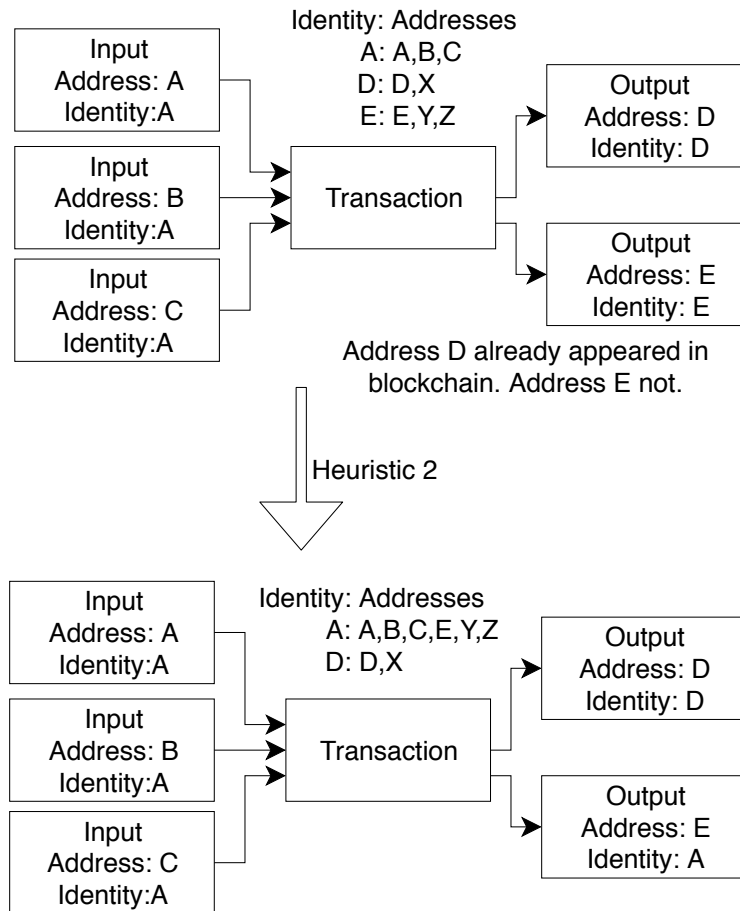 Identity: Addresses
A: A,B,C
D: D,X
E: E,Y,Z
Input
Address: A
Identity:A
Input
Address: B
Identity:A
Input
Address: C
Identity:A
Transaction
Output
Address: D
Identity: D
Output
Address: E
Identity: E
Address D already appeared in
blockchain. Address E not.
Heuristic 2
Identity: Addresses
A: A,B,C,E,Y,Z
D: D,X
Input
Address: A
Identity:A
Input
Address: B
Identity:A
Input
Address: C
Identity:A
Transaction
Output
Address: D
Identity: D
Output
Address: E
Identity: A